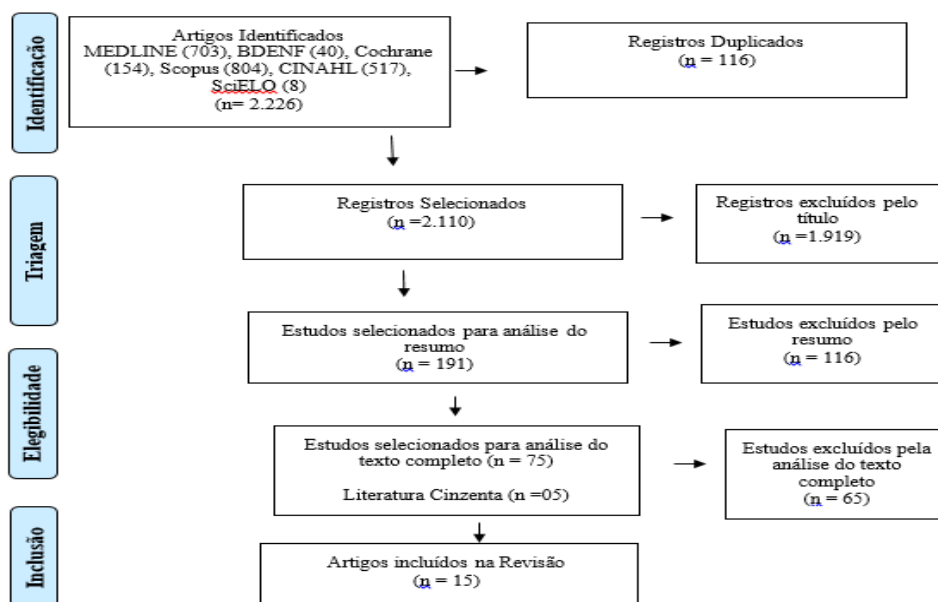 Identificação
Artigos Identificados
MEDLINE (703), BDENF (40), Cochrane
(154), Scopus (804), CINAHL (517),
SciELO (8)
(n= 2.226)
Registros Duplicados
(n = 116)
Triagem
Registros Selecionados
(n =2.110)
Registros excluídos pelo
título
(n =1.919)
Estudos selecionados para análise do
resumo
(n = 191)
Estudos excluídos pelo
resumo
(n = 116)
Elegibilidade
Estudos selecionados para análise do
texto completo (n = 75)
Literatura Cinzenta (n =05)
Estudos excluídos pela
análise do texto
completo
(n = 65)
Inclusão
Artigos incluídos na Revisão
(n = 15)